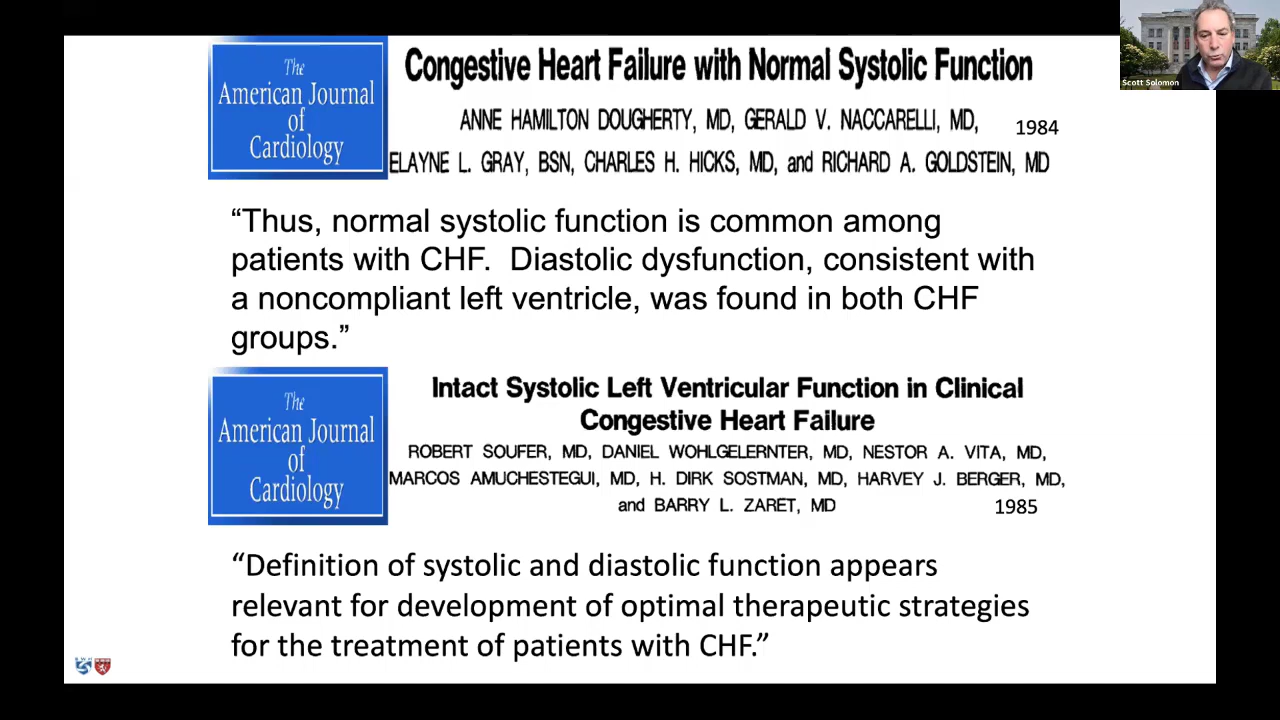 Scott Solomon
The
American Journal
of
Cardiology
Congestive Heart Failure with Normal Systolic Function
ANNE HAMILTON DOUGHERTY, MD, GERALD V. NACCARELLI, MD,
1984
ELAYNE L. GRAY, BSN, CHARLES H. HICKS, MD, and RICHARD A. GOLDSTEIN, MD
“Thus, normal systolic function is common among
patients with CHF.  Diastolic dysfunction, consistent with
a noncompliant left ventricle, was found in both CHF
groups.”
The
American Journal
of
Cardiology
Intact Systolic Left Ventricular Function in Clinical
Congestive Heart Failure
ROBERT SOUFER, MD, DANIEL WOHLGELERNTER, MD, NESTOR A. VITA, MD,
MARCOS AMUCHESTEGUI, MD, H. DIRK SOSTMAN, MD, HARVEY J. BERGER, MD,
and BARRY L. ZARET, MD
1985
“Definition of systolic and diastolic function appears
relevant for development of optimal therapeutic strategies
for the treatment of patients with CHF.”